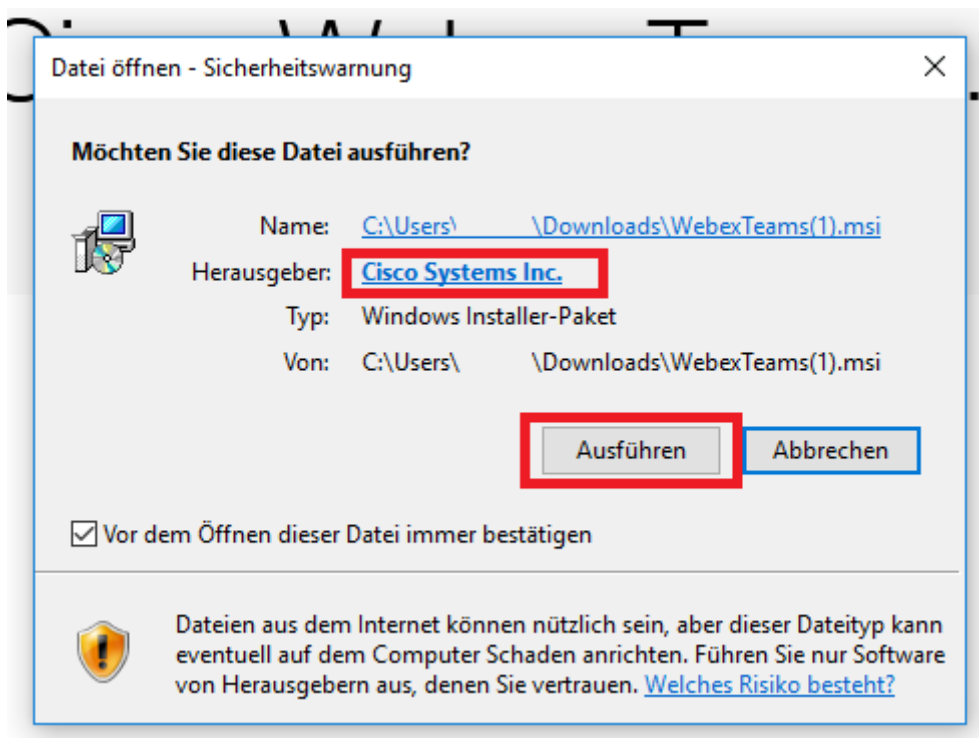 Datei öffnen - Sicherheitswarnung
Möchten Sie diese Datei ausführen?
Name: C:\Users\ \Downloads\WebexTeams(1).msi
Herausgeber: Cisco Systems Inc.
Typ: Windows Installer-Paket
Von: C:\Users\ \Downloads\WebexTeams(1).msi
Ausführen Abbrechen
Vor dem Öffnen dieser Datei immer bestätigen
Dateien aus dem Internet können nützlich sein, aber dieser Dateityp kann
eventuell auf dem Computer Schaden anrichten. Führen Sie nur Software
von Herausgebern aus, denen Sie vertrauen. Welches Risiko besteht?